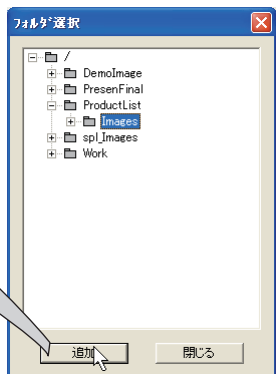 フォルダ選択
/
DemoImage
PresenFinal
ProductList
Images
spl_Images
Work
追加
閉じる